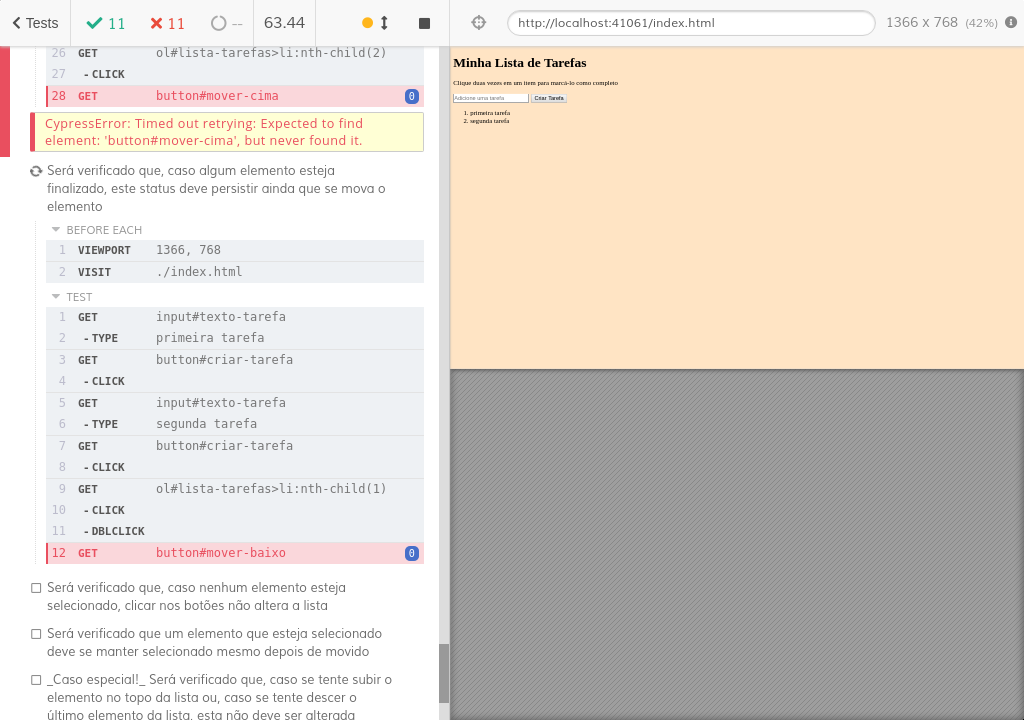 Tests
11
11
--
63.44
http://localhost:41061/index.html
1366 x 768 (42%)
26 GET ol#lista-tarefas>li:nth-child(2)
27 -CLICK
28 GET button#mover-cima 0
CypressError: Timed out retrying: Expected to find
element: 'button#mover-cima', but never found it.
Será verificado que, caso algum elemento esteja
finalizado, este status deve persistir ainda que se mova o
elemento
BEFORE EACH
1 VIEWPORT 1366, 768
2 VISIT ./index.html
TEST
1 GET input#texto-tarefa
2 -TYPE primeira tarefa
3 GET button#criar-tarefa
4 -CLICK
5 GET input#texto-tarefa
6 -TYPE segunda tarefa
7 GET button#criar-tarefa
8 -CLICK
9 GET ol#lista-tarefas>li:nth-child(1)
10 -CLICK
11 -DBLCLICK
12 GET button#mover-baixo 0
Será verificado que, caso nenhum elemento esteja
selecionado, clicar nos botões não altera a lista
Será verificado que um elemento que esteja selecionado
deve se manter selecionado mesmo depois de movido
_Caso especial!_ Será verificado que, caso se tente subir o
elemento no topo da lista ou, caso se tente descer o
último elemento da lista, esta não deve ser alterada
Minha Lista de Tarefas
Clique duas vezes em um item para marcá-lo como completo
Adicione uma tarefa Criar Tarefa
1. primeira tarefa
2. segunda tarefa